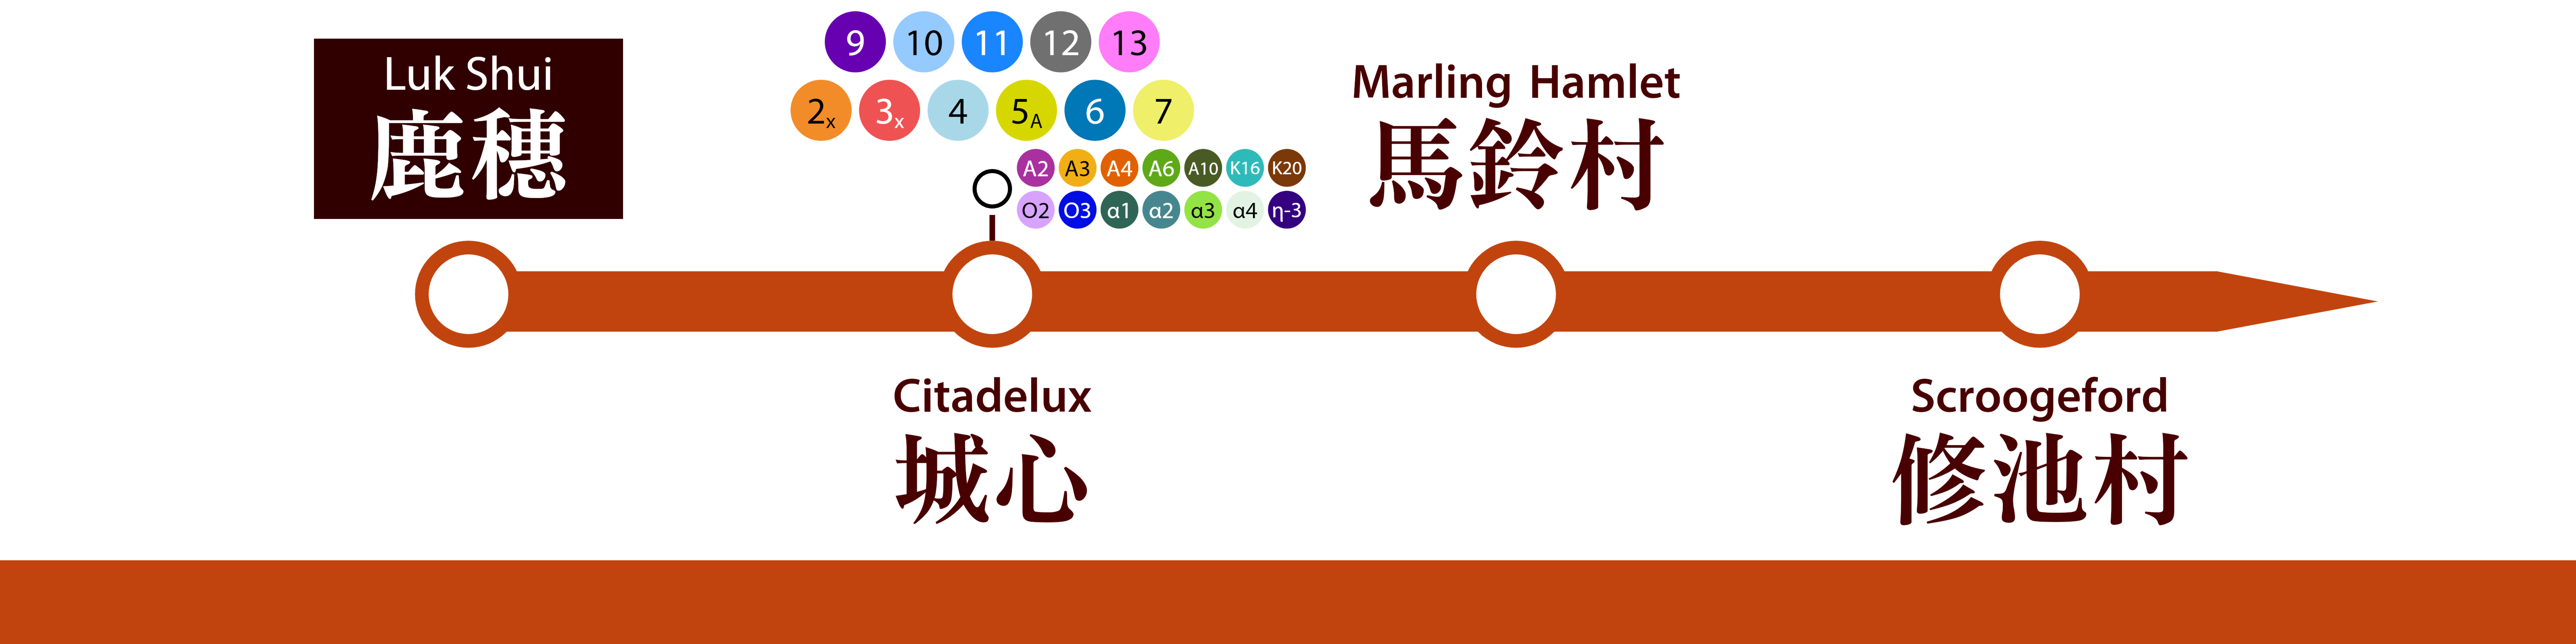 Luk Shui
鹿穗
9 10 11 12 13
2x 3x 4 5A 6 7
A2 A3 A4 A6 A10 K16 K20
O2 O3 α1 α2 α3 α4 η-3
Citadelux
城心
Marling Hamlet
馬鈴村
Scroogeford
修池村